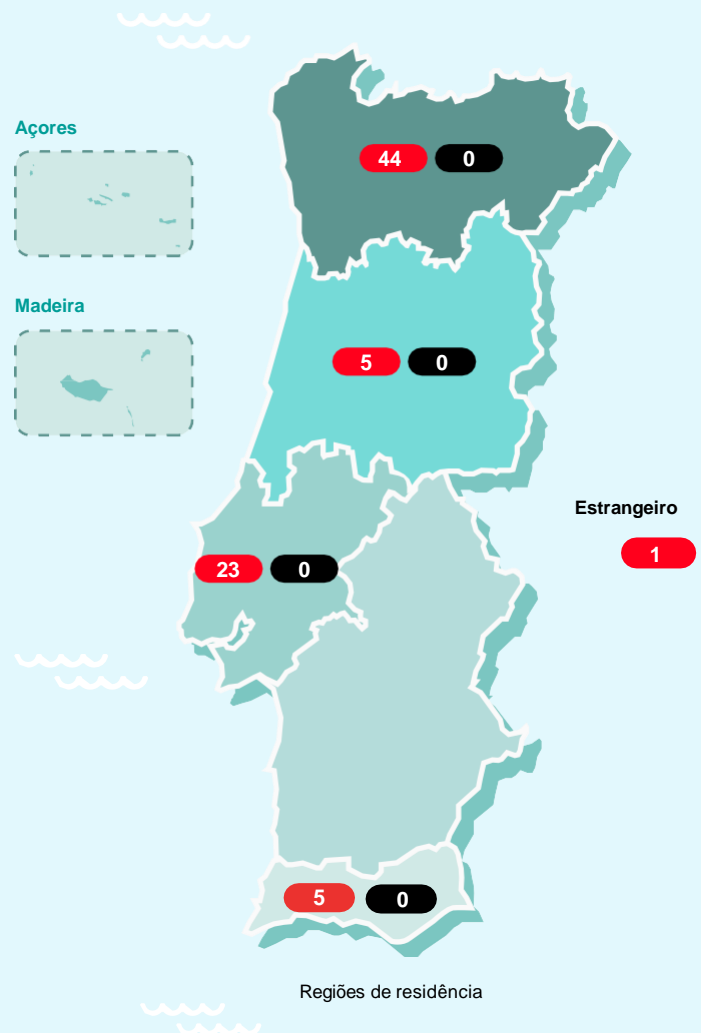 Açores
44 0
Madeira
5 0
Estrangeiro
1
23 0
5 0
Regiões de residência